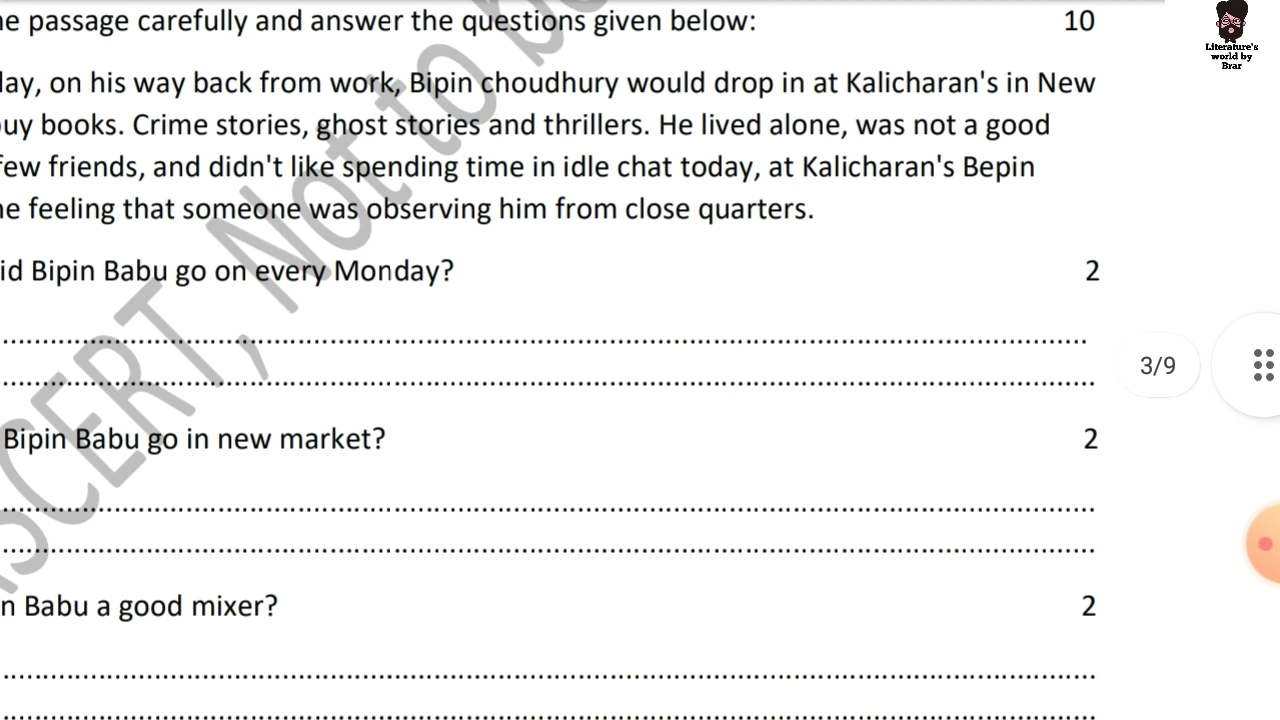 he passage carefully and answer the questions given below: 10
day, on his way back from work, Bipin choudhury would drop in at Kalicharan's in New
buy books. Crime stories, ghost stories and thrillers. He lived alone, was not a good
few friends, and didn't like spending time in idle chat today, at Kalicharan's Bepin
he feeling that someone was observing him from close quarters.
id Bipin Babu go on every Monday? 2
Bipin Babu go in new market? 2
n Babu a good mixer? 2
SCERT, Not to b
3/9
Literature's
world by
Brar